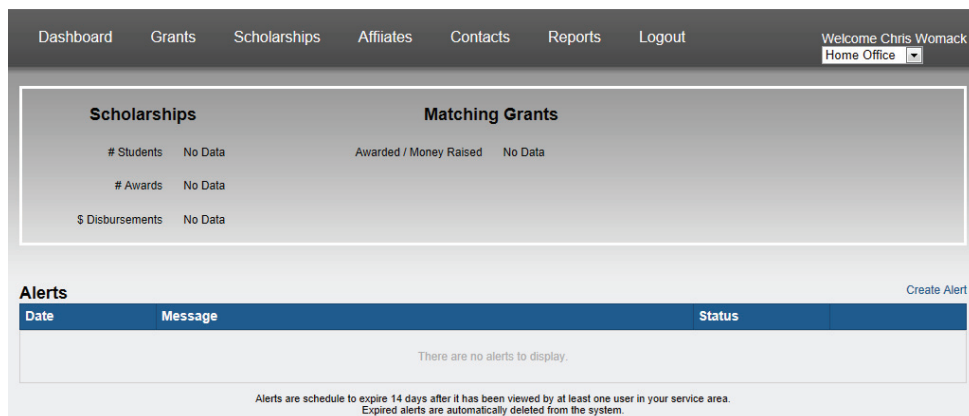 Dashboard Grants Scholarships Affiiates Contacts Reports Logout Welcome Chris Womack
Home Office
Scholarships Matching Grants
# Students No Data Awarded / Money Raised No Data
# Awards No Data
$ Disbursements No Data
Alerts Create Alert
Date Message Status
There are no alerts to display.
Alerts are schedule to expire 14 days after it has been viewed by at least one user in your service area.
Expired alerts are automatically deleted from the system.